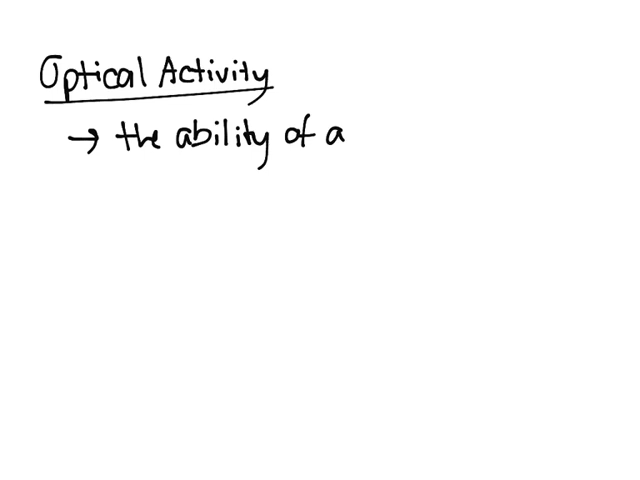 Optical Activity
→ the ability of a